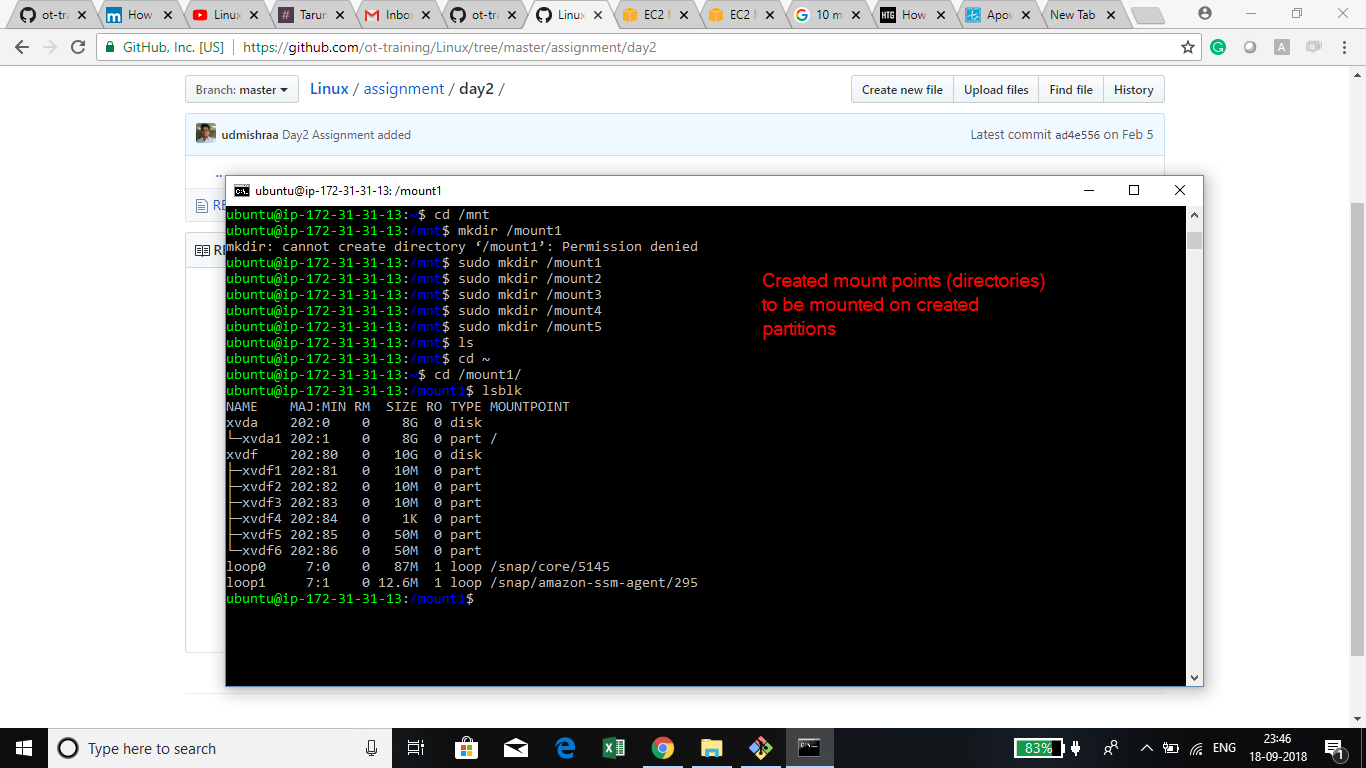 ot-tra
How
Linux
Tarun
Inbo
ot-tra
Linux
EC2
EC2
10 m
How
Apow
New Tab
GitHub, Inc. [US] https://github.com/ot-training/Linux/tree/master/assignment/day2
Branch: master Linux / assignment / day2 / Create new file Upload files Find file History
udmishraa Day2 Assignment added Latest commit ad4e556 on Feb 5
..
RE
ubuntu@ip-172-31-31-13: /mount1
ubuntu@ip-172-31-31-13:~$ cd /mnt
ubuntu@ip-172-31-31-13:/mnt$ mkdir /mount1
mkdir: cannot create directory ‘/mount1’: Permission denied
ubuntu@ip-172-31-31-13:/mnt$ sudo mkdir /mount1
ubuntu@ip-172-31-31-13:/mnt$ sudo mkdir /mount2
ubuntu@ip-172-31-31-13:/mnt$ sudo mkdir /mount3
ubuntu@ip-172-31-31-13:/mnt$ sudo mkdir /mount4
ubuntu@ip-172-31-31-13:/mnt$ sudo mkdir /mount5
ubuntu@ip-172-31-31-13:/mnt$ ls
ubuntu@ip-172-31-31-13:/mnt$ cd ~
ubuntu@ip-172-31-31-13:~$ cd /mount1/
ubuntu@ip-172-31-31-13:/mount1$ lsblk
NAME MAJ:MIN RM SIZE RO TYPE MOUNTPOINT
xvda 202:0 0 8G 0 disk
└─xvda1 202:1 0 8G 0 part /
xvdf 202:80 0 10G 0 disk
├─xvdf1 202:81 0 10M 0 part
├─xvdf2 202:82 0 10M 0 part
├─xvdf3 202:83 0 10M 0 part
├─xvdf4 202:84 0 1K 0 part
├─xvdf5 202:85 0 50M 0 part
└─xvdf6 202:86 0 50M 0 part
loop0 7:0 0 87M 1 loop /snap/core/5145
loop1 7:1 0 12.6M 1 loop /snap/amazon-ssm-agent/295
ubuntu@ip-172-31-31-13:/mount1$
Created mount points (directories)
to be mounted on created
partitions
Type here to search
83%
ENG
23:46
18-09-2018
1